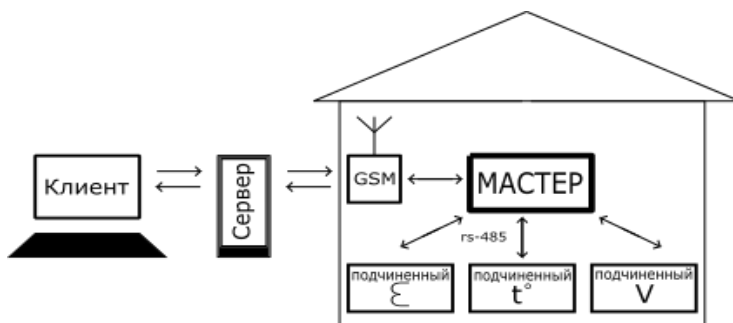 Клиент
Сервер
GSM
МАСТЕР
rs-485
подчиненный
Ɛ
подчиненный
t°
подчиненный
V